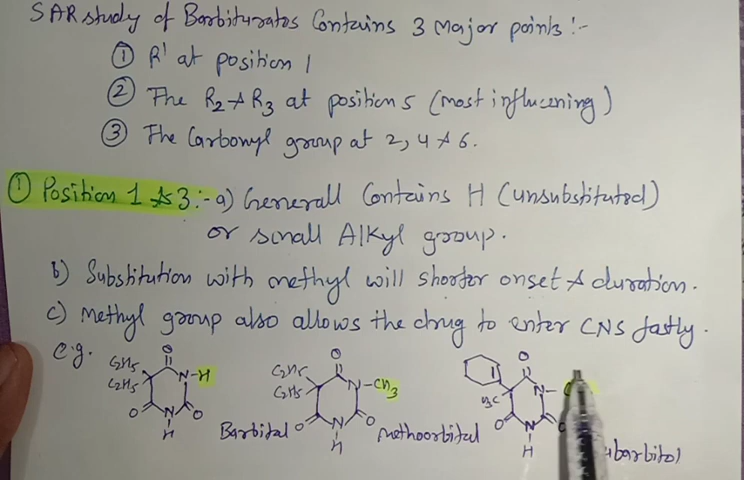 SAR study of Barbiturates Contains 3 Major points :-
① R' at position 1
② The R2 & R3 at position 5 (most influcening)
③ The Carbonyl group at 2, 4 & 6.
① Position 1 & 3 :- a) Generall Contains H (unsubstituted)
or small Alkyl group.
b) Substitution with methyl will shorter onset & duration.
c) Methyl group also allows the drug to enter CNS fastly.
e.g.
C2H5 C2H5 O N-H O N H O
Barbital
C2H5 C2H5 O N-CH3 O N H O
Methoorbital
O H3C N O N H O
barbitol